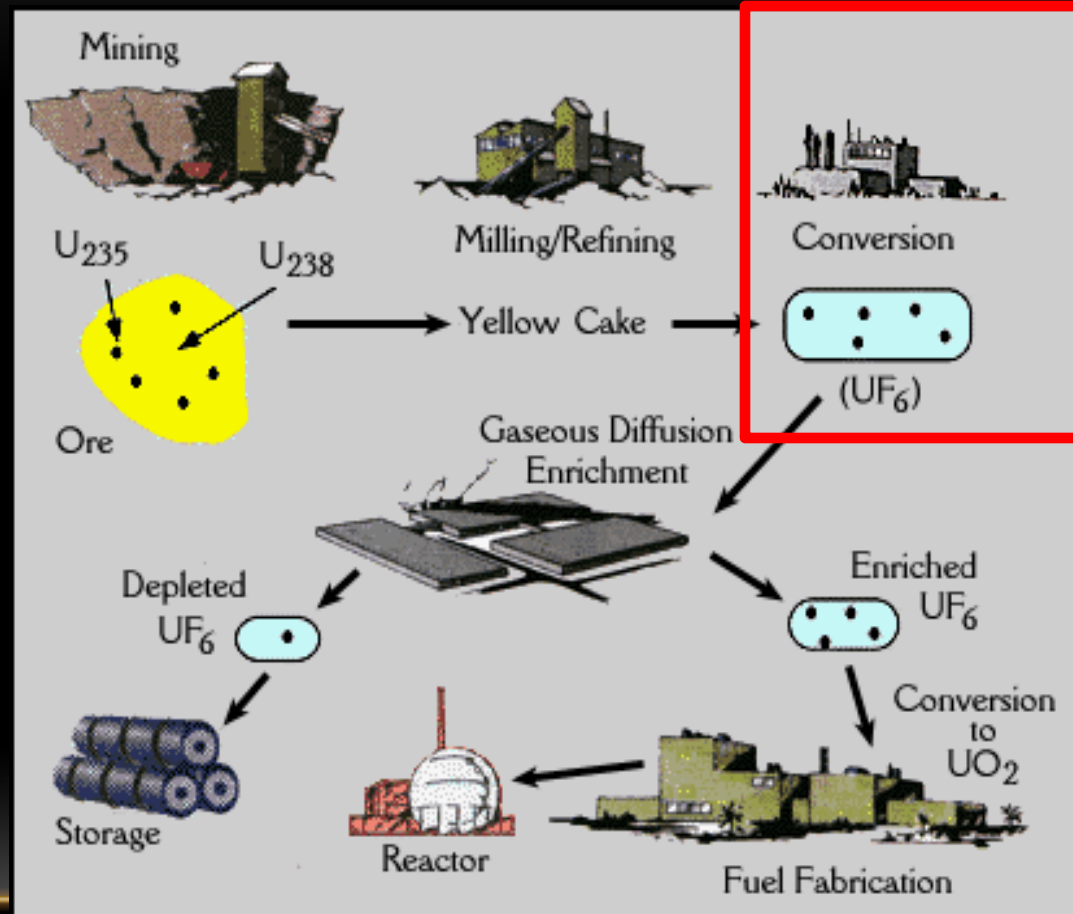 Mining
Milling/Refining
Conversion
U235
U238
Yellow Cake
(UF6)
Ore
Gaseous Diffusion
Enrichment
Depleted
UF6
Enriched
UF6
Conversion
to
UO2
Storage
Reactor
Fuel Fabrication